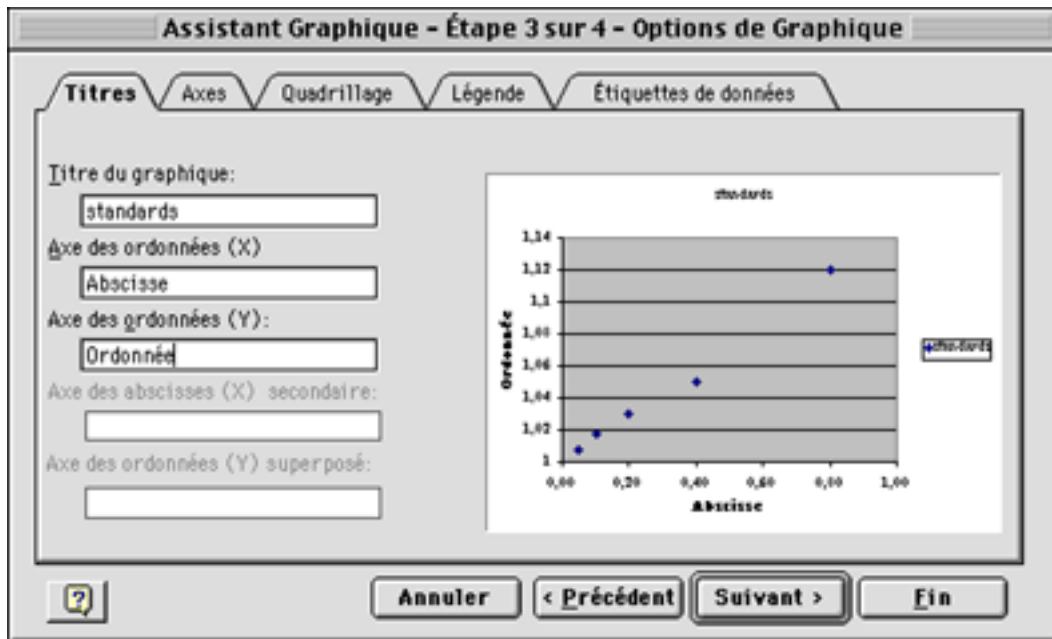 Assistant Graphique - Étape 3 sur 4 - Options de Graphique
Titres
Axes
Quadrillage
Légende
Étiquettes de données
Titre du graphique:
standards
Axe des ordonnées (X)
Abscisse
Axe des ordonnées (Y):
Ordonnée
Axe des abscisses (X) secondaire:
Axe des ordonnées (Y) superposé:
standards
1,14
1,12
1,1
1,08
1,06
1,04
1,02
1
Ordonnée
0,00
0,20
0,40
0,60
0,80
1,00
Abscisse
standards
Annuler
< Précédent
Suivant >
Fin